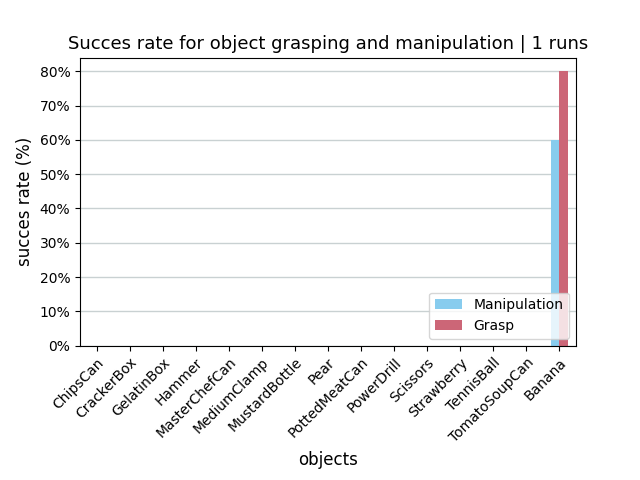 Succes rate for object grasping and manipulation | 1 runs
succes rate (%)
80%
70%
60%
50%
40%
30%
20%
10%
0%
Manipulation
Grasp
ChipsCan
CrackerBox
GelatinBox
Hammer
MasterChefCan
MediumClamp
MustardBottle
Pear
PottedMeatCan
PowerDrill
Scissors
Strawberry
TennisBall
TomatoSoupCan
Banana
objects